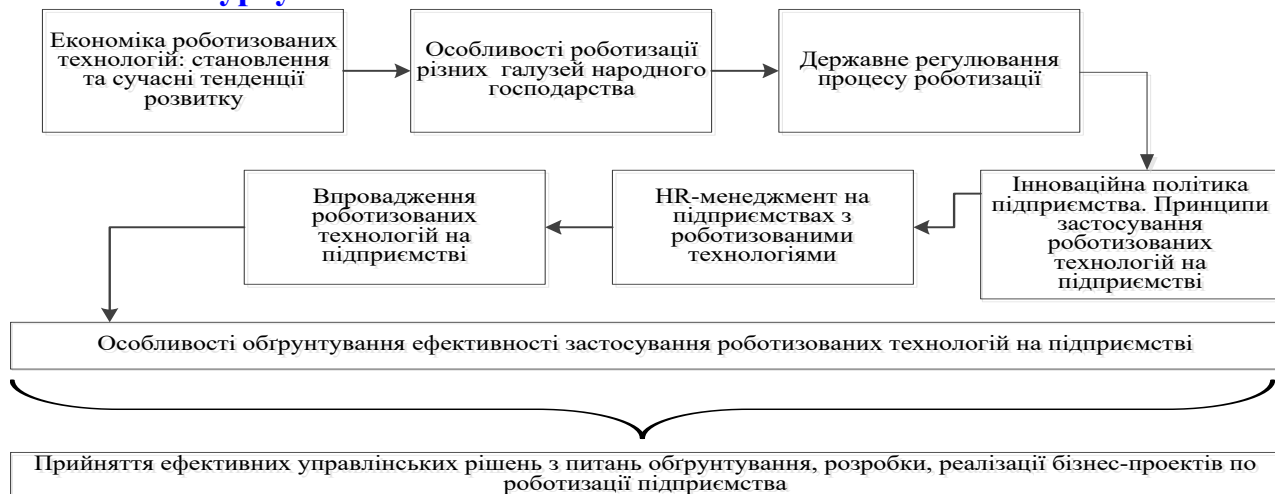 Економіка роботизованих
технологій: становлення
та сучасні тенденції
розвитку
Особливості роботизації
різних галузей народного
господарства
Державне регулювання
процесу роботизації
Впровадження
роботизованих
технологій на
підприємстві
HR-менеджмент на
підприємствах з
роботизованими
технологіями
Інноваційна політика
підприємства. Принципи
застосування
роботизованих
технологій на
підприємстві
Особливості обґрунтування ефективності застосування роботизованих технологій на підприємстві
Прийняття ефективних управлінських рішень з питань обґрунтування, розробки, реалізації бізнес-проектів по
роботизації підприємства